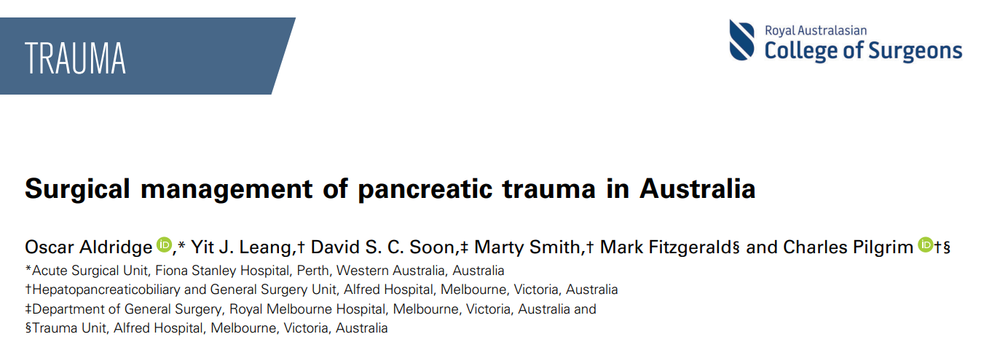 TRAUMA
Royal Australasian
College of Surgeons
Surgical management of pancreatic trauma in Australia
Oscar Aldridge iD,* Yit J. Leang,† David S. C. Soon,‡ Marty Smith,† Mark Fitzgerald§ and Charles Pilgrim iD†§
*Acute Surgical Unit, Fiona Stanley Hospital, Perth, Western Australia, Australia
†Hepatopancreaticobiliary and General Surgery Unit, Alfred Hospital, Melbourne, Victoria, Australia
‡Department of General Surgery, Royal Melbourne Hospital, Melbourne, Victoria, Australia and
§Trauma Unit, Alfred Hospital, Melbourne, Victoria, Australia